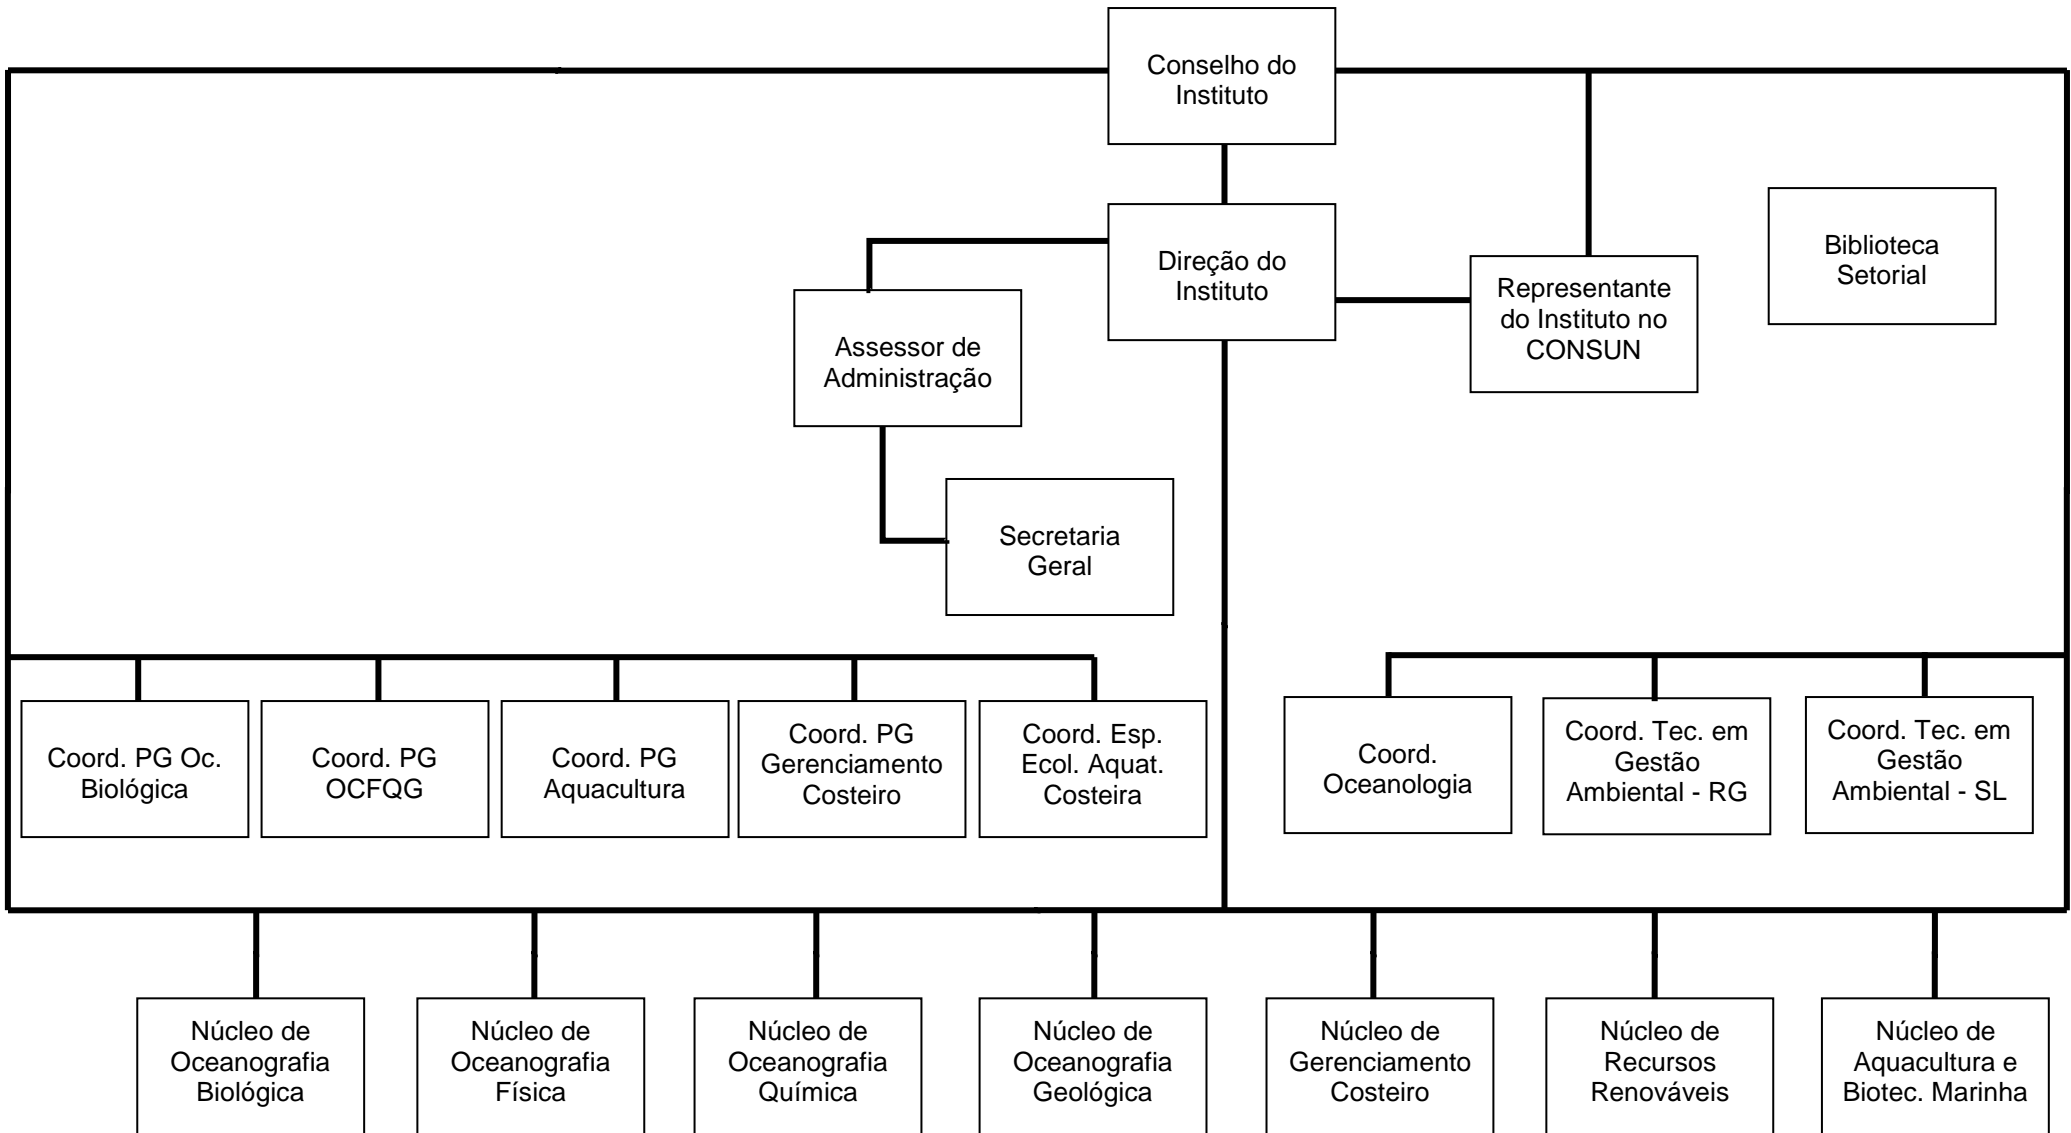 Conselho do
Instituto
Direção do
Instituto
Biblioteca
Setorial
Representante
do Instituto no
CONSUN
Assessor de
Administração
Secretaria
Geral
Coord. PG Oc.
Biológica
Coord. PG
OCFQG
Coord. PG
Aquacultura
Coord. PG
Gerenciamento
Costeiro
Coord. Esp.
Ecol. Aquat.
Costeira
Coord.
Oceanologia
Coord. Tec. em
Gestão
Ambiental - RG
Coord. Tec. em
Gestão
Ambiental - SL
Núcleo de
Oceanografia
Biológica
Núcleo de
Oceanografia
Física
Núcleo de
Oceanografia
Química
Núcleo de
Oceanografia
Geológica
Núcleo de
Gerenciamento
Costeiro
Núcleo de
Recursos
Renováveis
Núcleo de
Aquacultura e
Biotec. Marinha